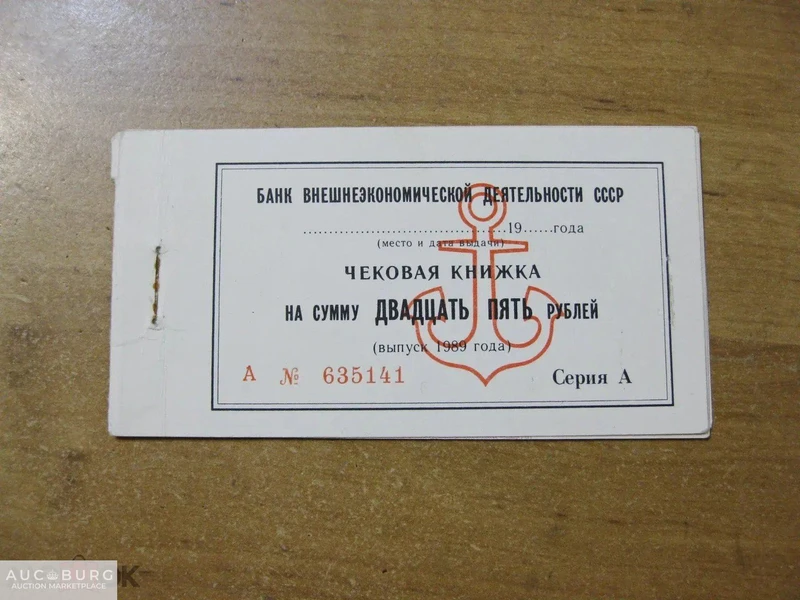 БАНК ВНЕШНЕЭКОНОМИЧЕСКОЙ ДЕЯТЕЛЬНОСТИ СССР
........................................19......года
(место и дата выдачи)
ЧЕКОВАЯ КНИЖКА
НА СУММУ ДВАДЦАТЬ ПЯТЬ РУБЛЕЙ
(выпуск 1989 года)
А № 635141 Серия А
AUCBURG
AUCTION MARKETPLACE